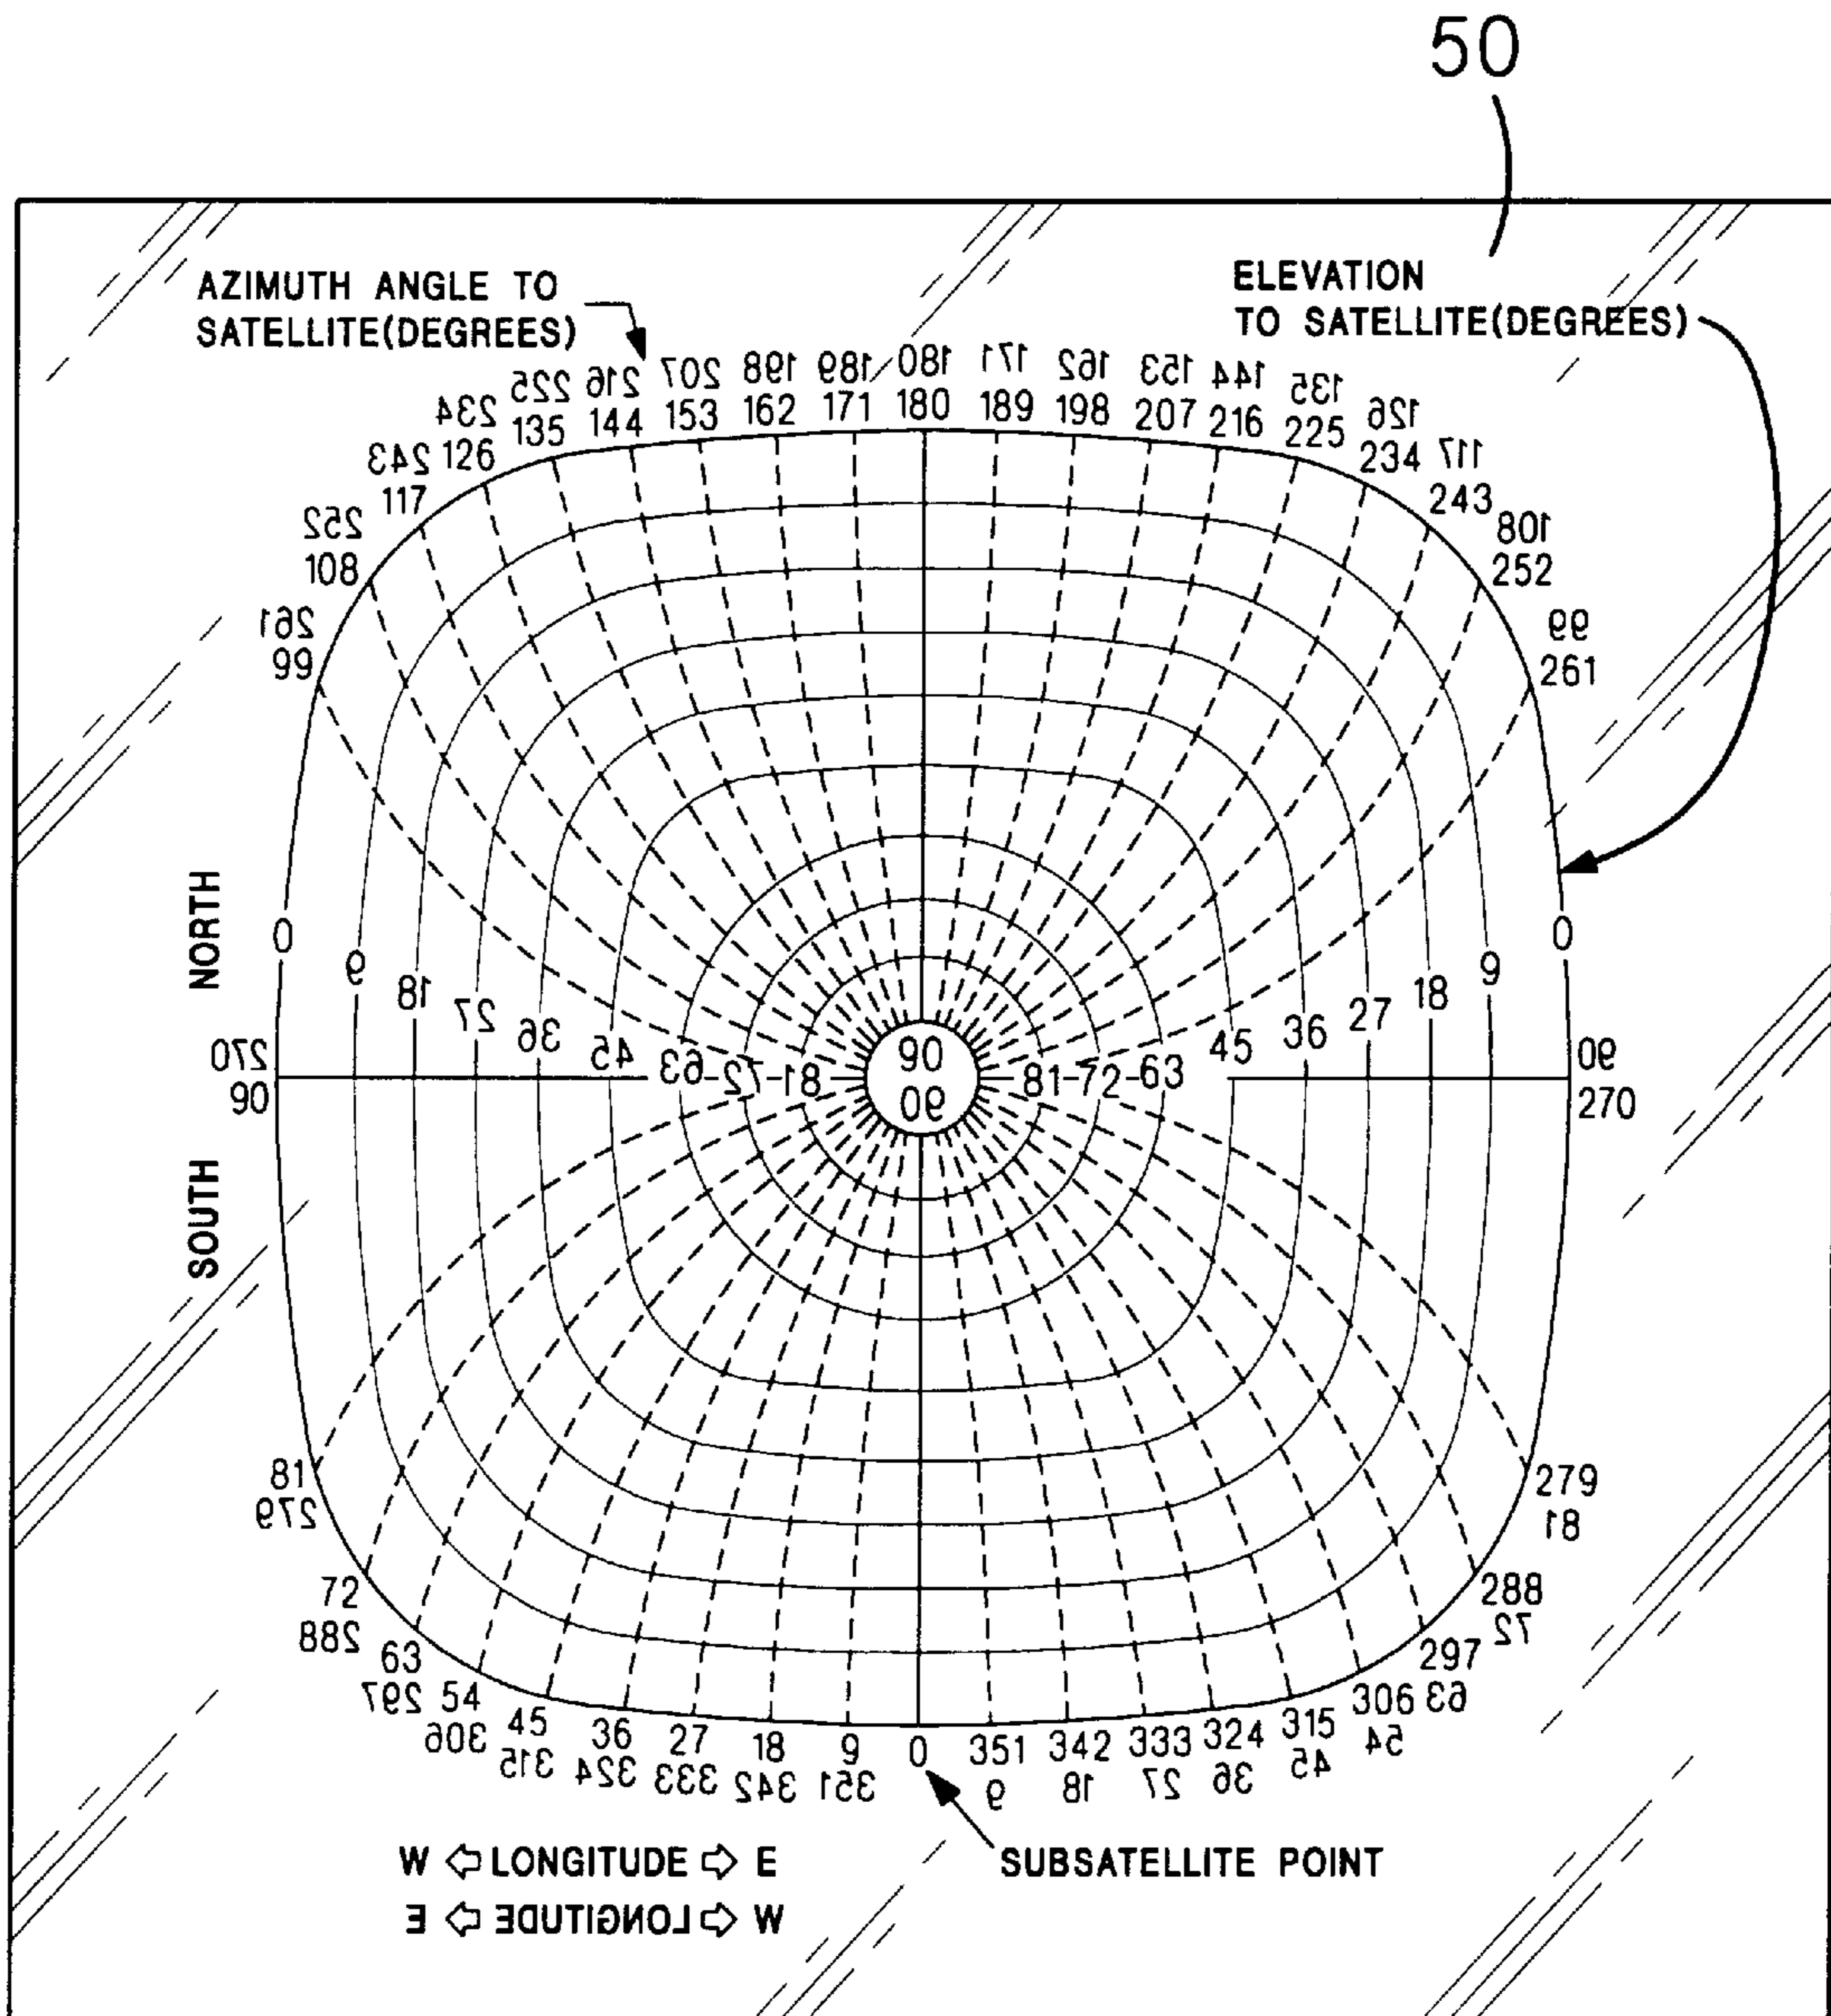 50
AZIMUTH ANGLE TO
SATELLITE(DEGREES)
ELEVATION
TO SATELLITE(DEGREES)
234 225 216 207 198 189 180 171 162 153 144 135 126
126 135 144 153 162 171 180 189 198 207 216 225 234
243 117
117 243
252 108
108 252
261 99
99 261
NORTH
0 9 18 27 36 45 63 72 81 90 81 72 63 45 36 27 18 9 0
90
270 90
90 270
SOUTH
81 279
279 81
72 288
288 72
63 297
297 63
54 45 36 27 18 9 0 351 342 333 324 315 306
306 315 324 333 342 351 9 18 27 36 45 54
W ⇦ LONGITUDE ⇨ E
E ⇦ LONGITUDE ⇨ W
SUBSATELLITE POINT